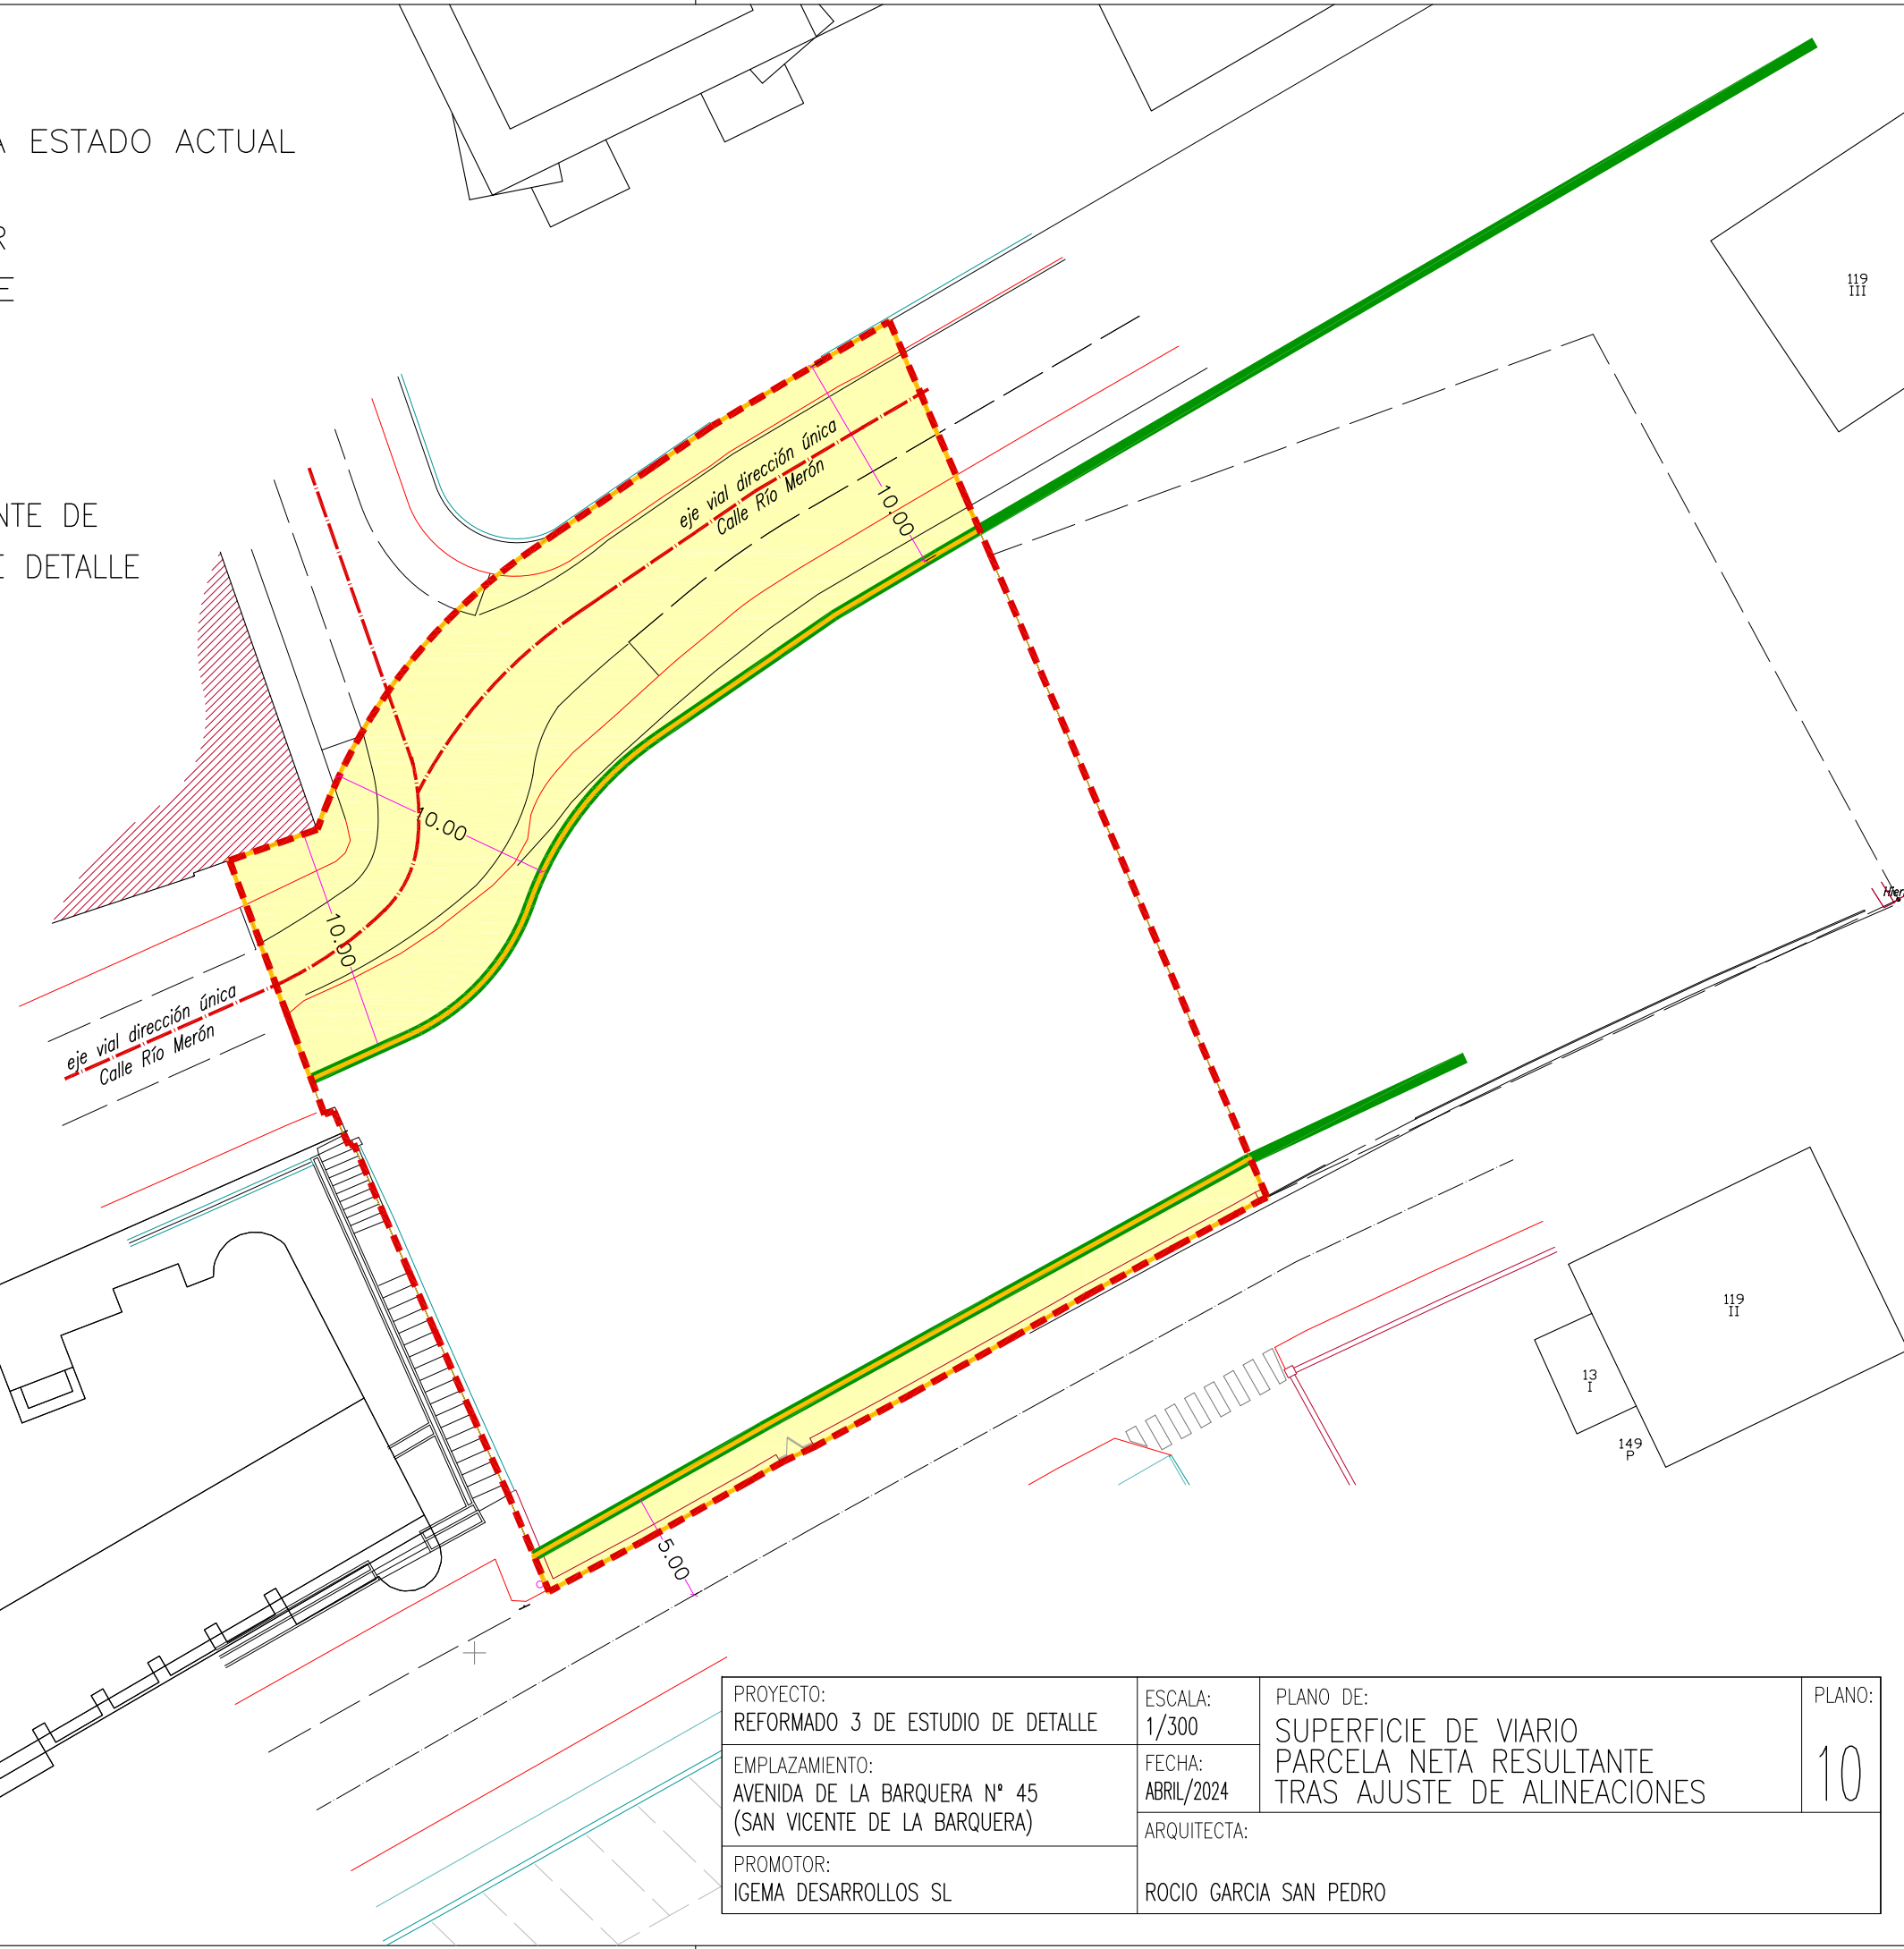 A ESTADO ACTUAL
R
E
NTE DE
E DETALLE
119
III
eje vial dirección única
Calle Río Merón
10.00
10.00
10.00
eje vial dirección única
Calle Río Merón
Hier
119
II
13
I
149
P
5.00
PROYECTO:
REFORMADO 3 DE ESTUDIO DE DETALLE
EMPLAZAMIENTO:
AVENIDA DE LA BARQUERA Nº 45
(SAN VICENTE DE LA BARQUERA)
PROMOTOR:
IGEMA DESARROLLOS SL
ESCALA:
1/300
FECHA:
ABRIL/2024
PLANO DE:
SUPERFICIE DE VIARIO
PARCELA NETA RESULTANTE
TRAS AJUSTE DE ALINEACIONES
PLANO:
10
ARQUITECTA:
ROCIO GARCIA SAN PEDRO